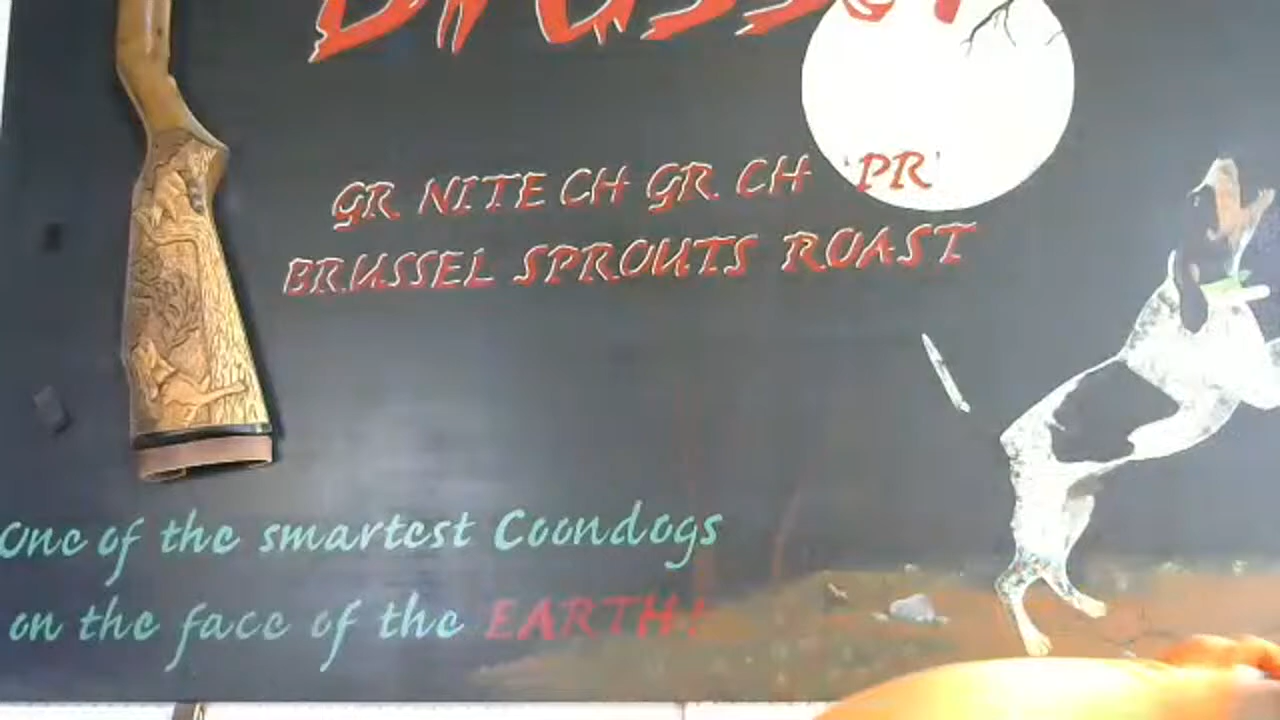 GR NITE CH GR. CH 'PR'
BRUSSEL SPROUTS ROAST
One of the smartest Coondogs
on the face of the EARTH!